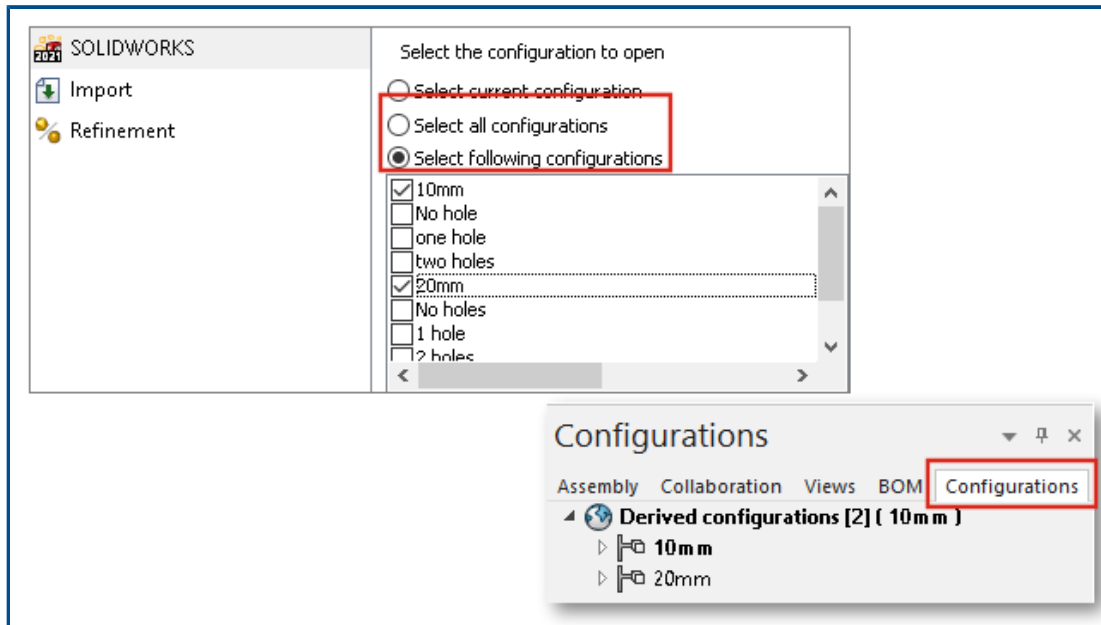 SOLIDWORKS
2021
Import
Refinement
Select the configuration to open
Select current configuration
Select all configurations
Select following configurations
10mm
No hole
one hole
two holes
20mm
No holes
1 hole
2 holes
Configurations
Assembly Collaboration Views BOM Configurations
Derived configurations [2] ( 10mm )
10mm
20mm